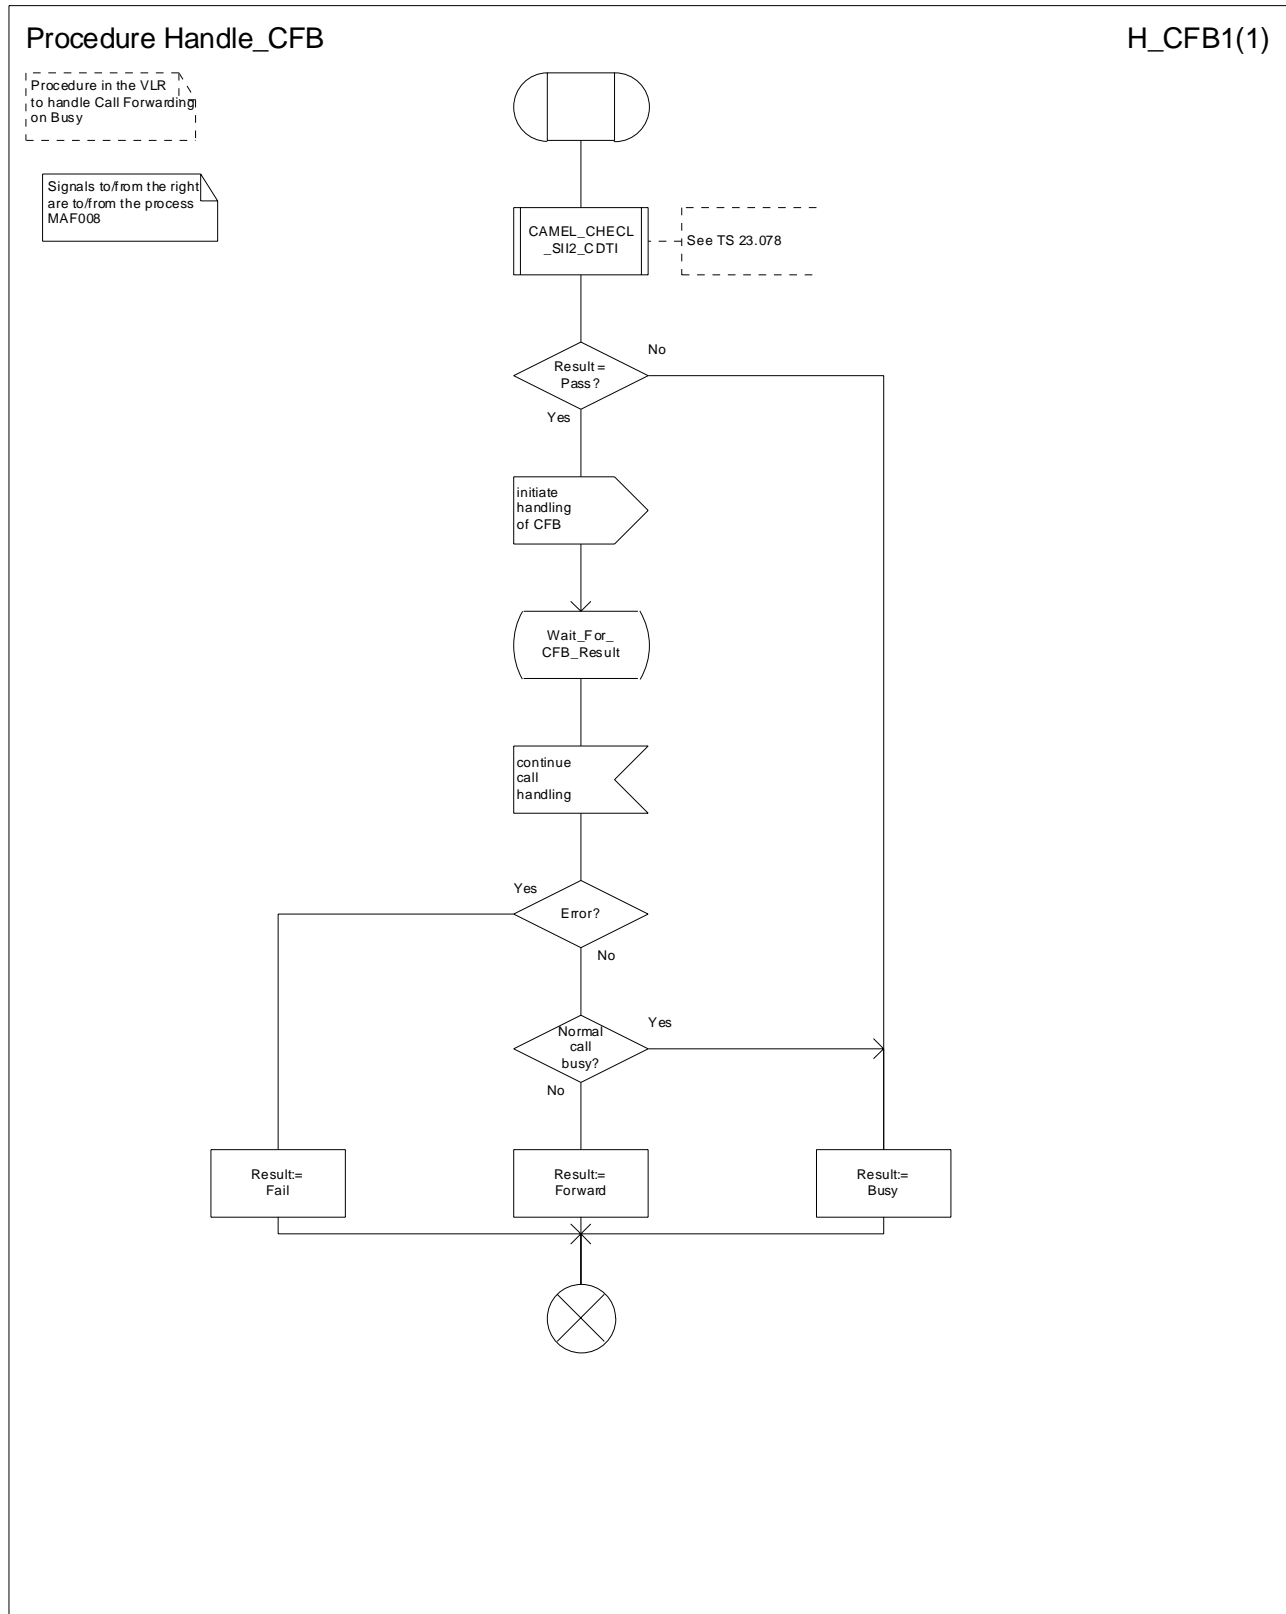 Procedure Handle_CFB
H_CFB1(1)
Procedure in the VLR
to handle Call Forwarding
on Busy
Signals to/from the right
are to/from the process
MAF008
CAMEL_CHECL
_SII2_CDTI
See TS 23.078
Result=
Pass?
No
Yes
initiate
handling
of CFB
Wait_For_
CFB_Result
continue
call
handling
Yes
Error?
No
Normal
call
busy?
Yes
No
Result:=
Fail
Result:=
Forward
Result:=
Busy